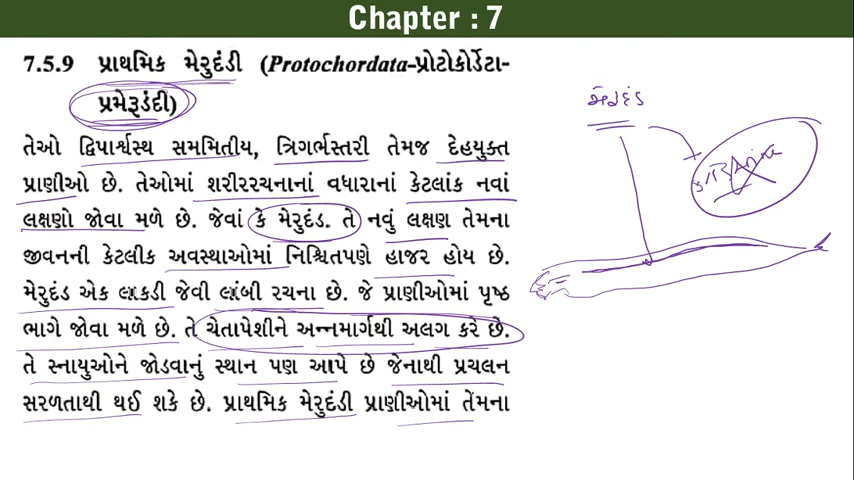 Chapter : 7
7.5.9 પ્રાથમિક મેરુદંડી (Protochordata-પ્રોટોકોર્ડેટા-
પ્રમેરૂડંદી)
તેઓ દ્વિપાર્શ્વસ્થ સમમિતીય, ત્રિગર્ભસ્તરી તેમજ દેહયુક્ત
પ્રાણીઓ છે. તેઓમાં શરીરરચનાનાં વધારાનાં કેટલાંક નવાં
લક્ષણો જોવા મળે છે. જેવાં કે મેરુદંડ. તે નવું લક્ષણ તેમના
જીવનની કેટલીક અવસ્થાઓમાં નિશ્ચિતપણે હાજર હોય છે.
મેરુદંડ એક લાકડી જેવી લાંબી રચના છે. જે પ્રાણીઓમાં પૃષ્ઠ
ભાગે જોવા મળે છે. તે ચેતાપેશીને અન્નમાર્ગથી અલગ કરે છે.
તે સ્નાયુઓને જોડવાનું સ્થાન પણ આપે છે જેનાથી પ્રચલન
સરળતાથી થઈ શકે છે. પ્રાથમિક મેરુદંડી પ્રાણીઓમાં તેમના
મેરુદંડ